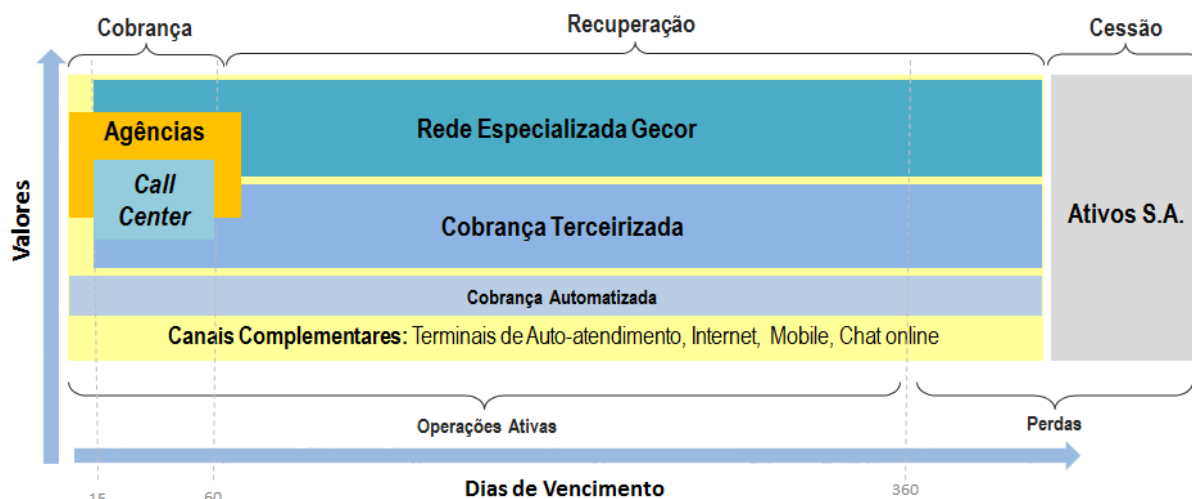 Cobrança
Recuperação
Cessão
Valores
Agências
Call
Center
Rede Especializada Gecor
Cobrança Terceirizada
Ativos S.A.
Cobrança Automatizada
Canais Complementares: Terminais de Auto-atendimento, Internet, Mobile, Chat online
Operações Ativas
Perdas
15
60
Dias de Vencimento
360